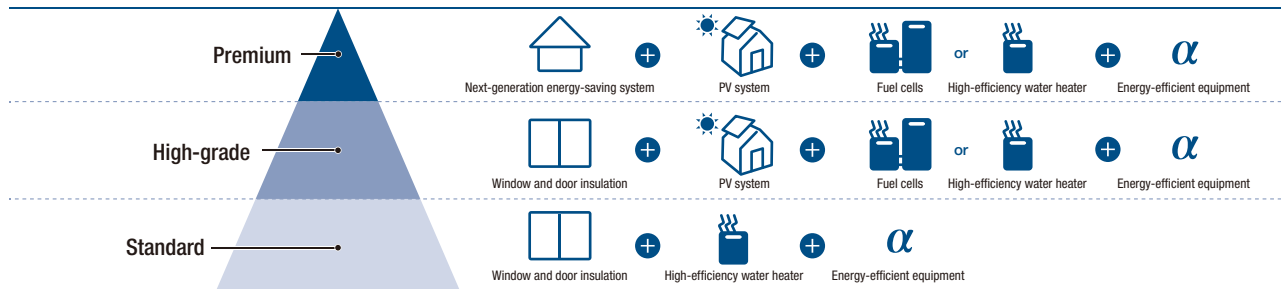 Premium
+
+
or
+
α
Next-generation energy-saving system
PV system
Fuel cells
High-efficiency water heater
Energy-efficient equipment
High-grade
+
+
or
+
α
Window and door insulation
PV system
Fuel cells
High-efficiency water heater
Energy-efficient equipment
Standard
+
+
α
Window and door insulation
High-efficiency water heater
Energy-efficient equipment